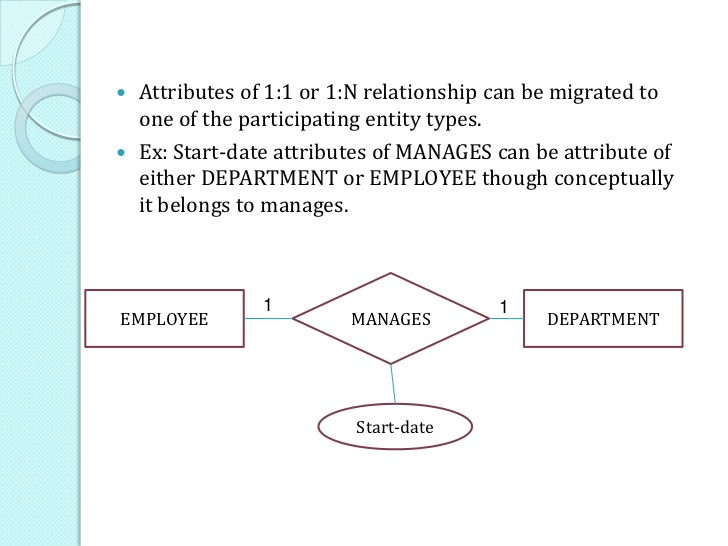 Attributes of 1:1 or 1:N relationship can be migrated to
one of the participating entity types.
Ex: Start-date attributes of MANAGES can be attribute of
either DEPARTMENT or EMPLOYEE though conceptually
it belongs to manages.
1
1
EMPLOYEE
MANAGES
DEPARTMENT
Start-date